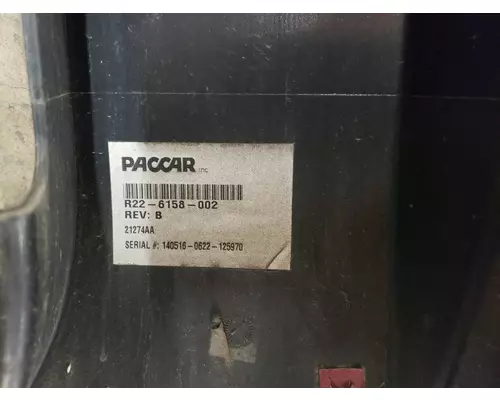 PACCAR INC
R22-6158-002
REV: B
21274AA
SERIAL #: 140516-0622-125970